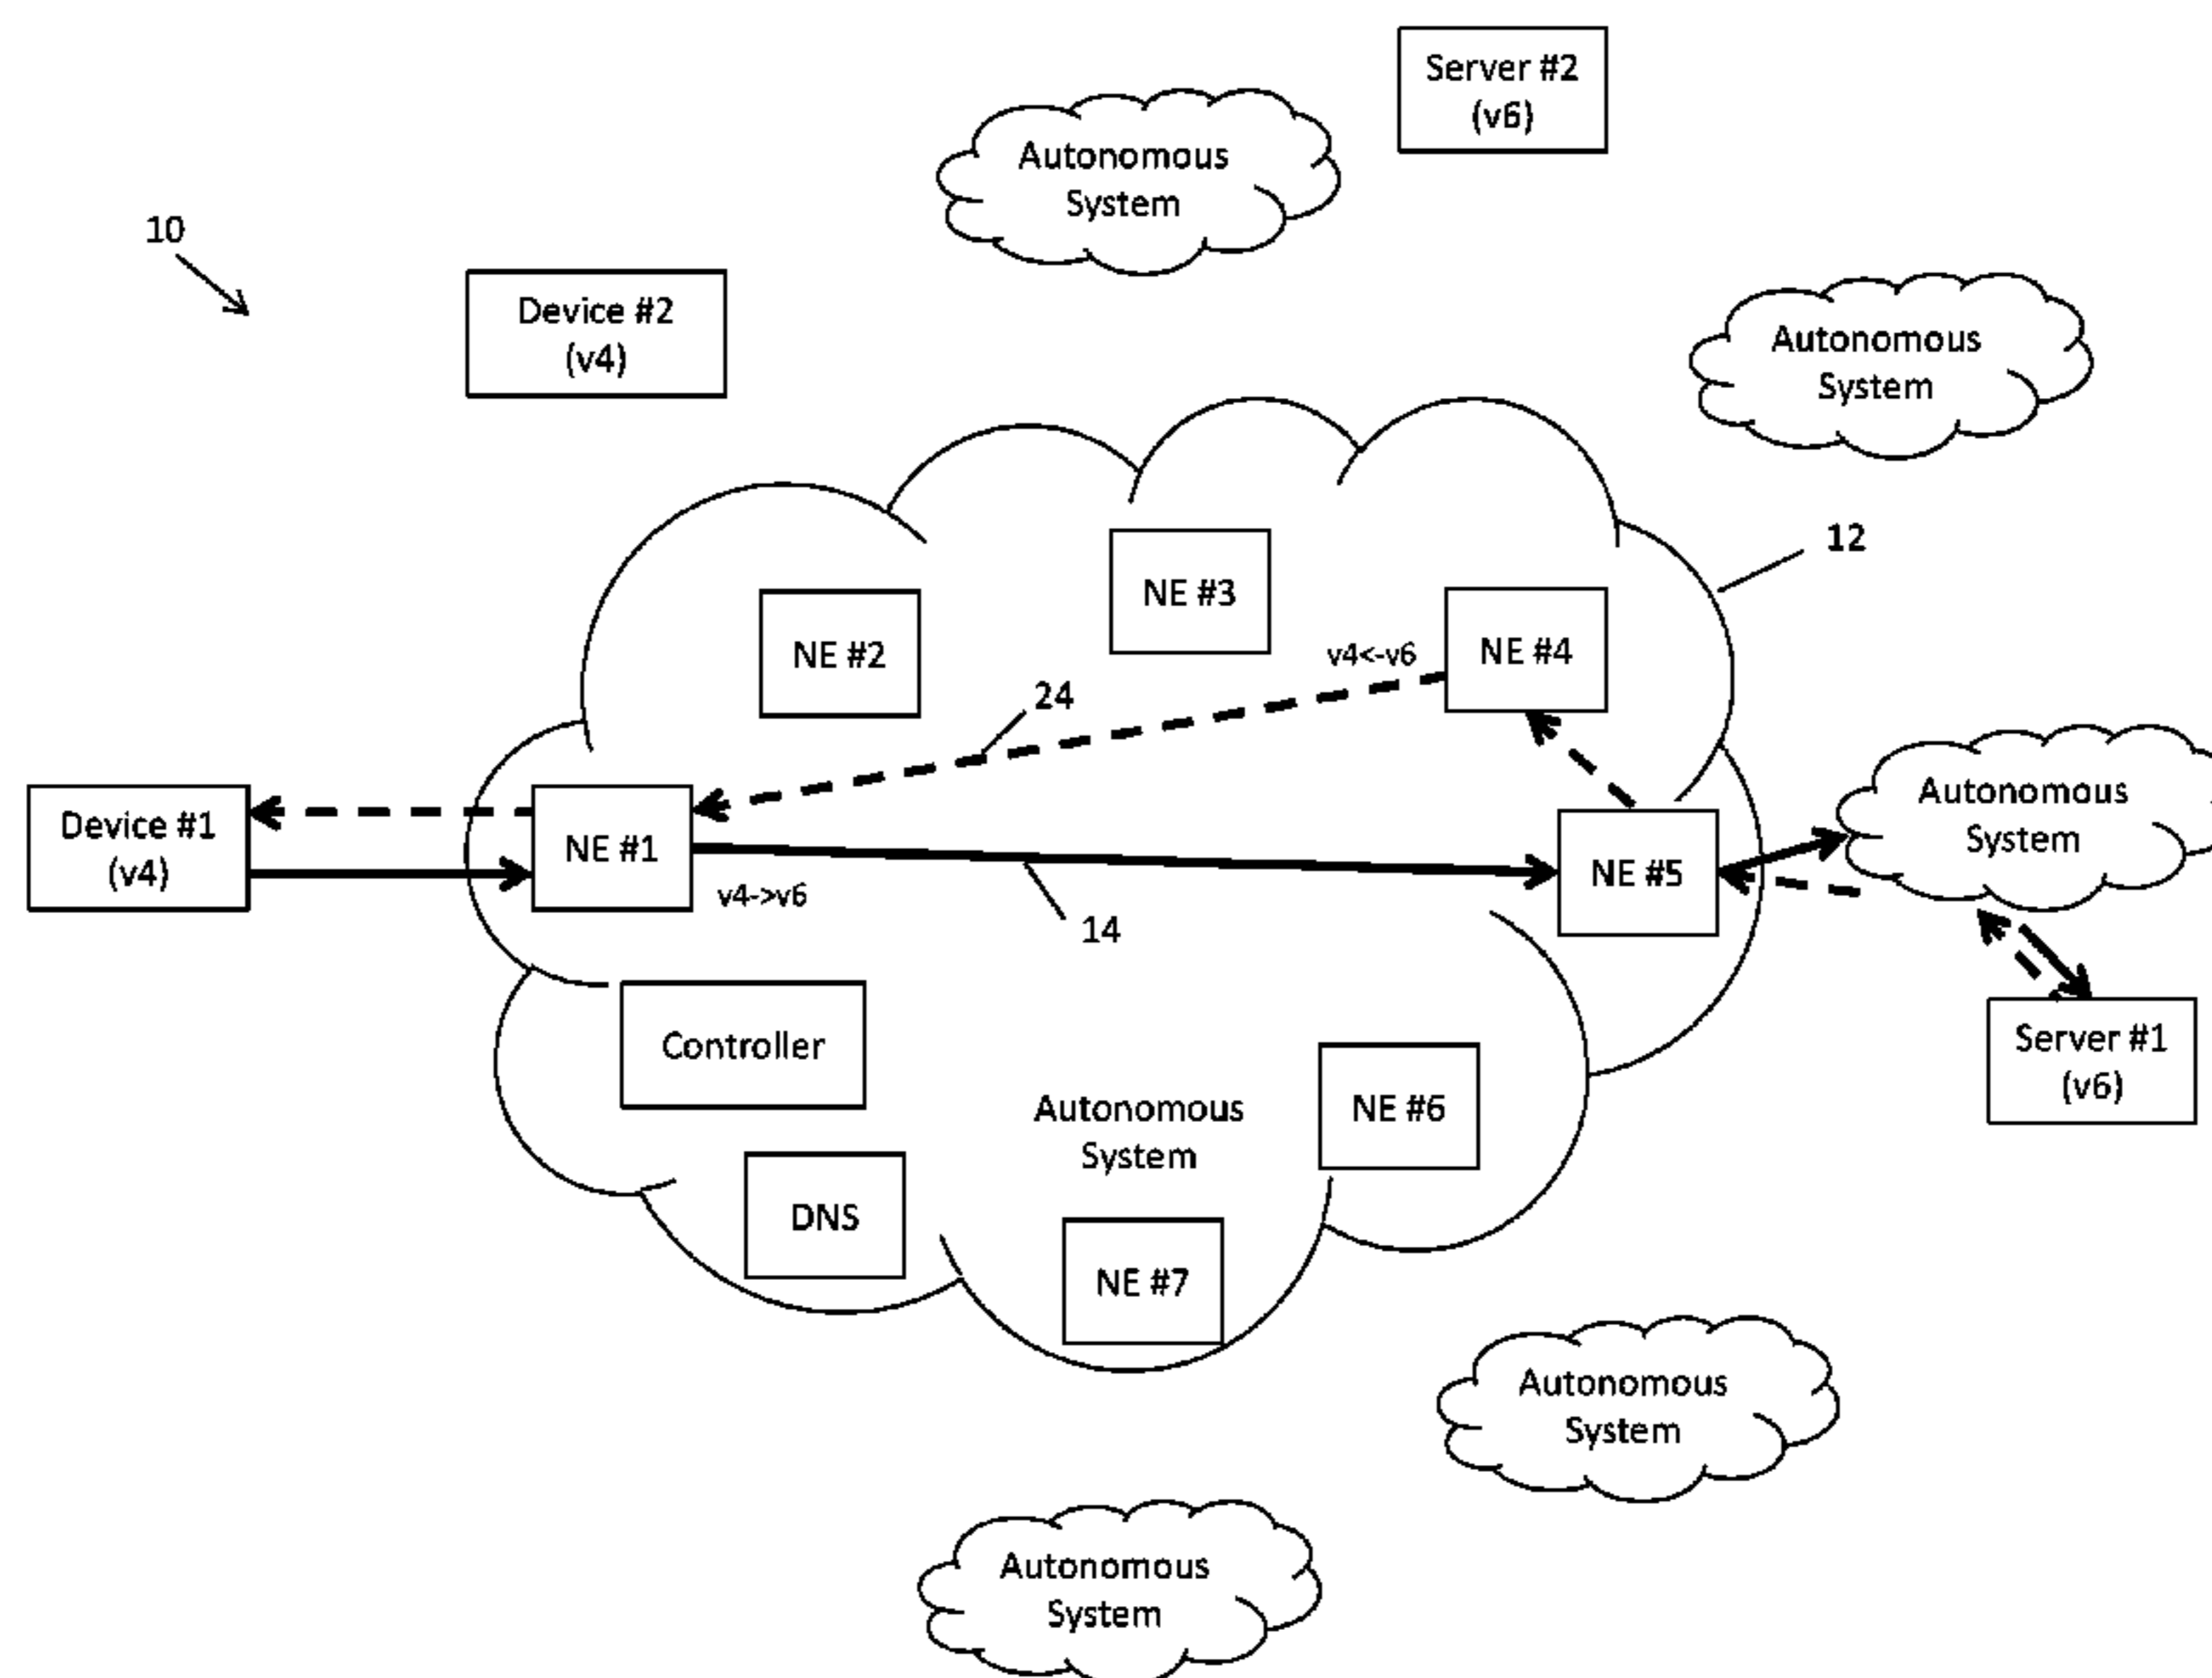 Server #2
(v6)
Autonomous
System
10
Device #2
(v4)
Autonomous
System
12
NE #3
NE #2
v4<-v6
NE #4
24
Autonomous
System
Device #1
(v4)
NE #1
NE #5
v4->v6
14
Server #1
(v6)
Controller
Autonomous
System
NE #6
DNS
NE #7
Autonomous
System
Autonomous
System